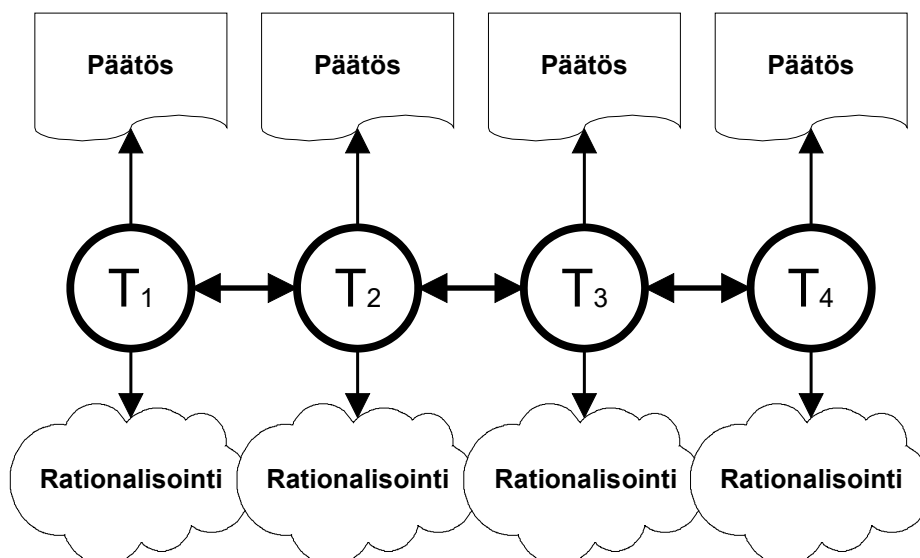 Päätös Päätös Päätös Päätös
T1 T2 T3 T4
Rationalisointi Rationalisointi Rationalisointi Rationalisointi